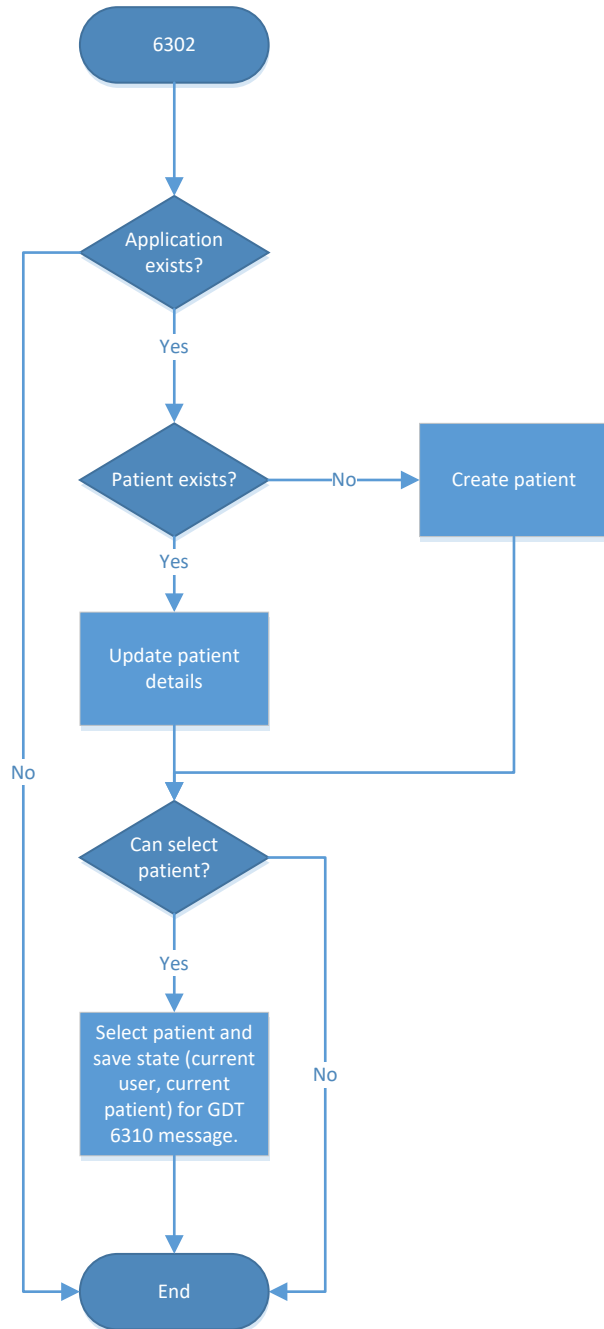 6302
Application
exists?
Yes
Patient exists?
No
Create patient
Yes
Update patient
details
No
Can select
patient?
Yes
Select patient and
save state (current
user, current
patient) for GDT
6310 message.
No
End